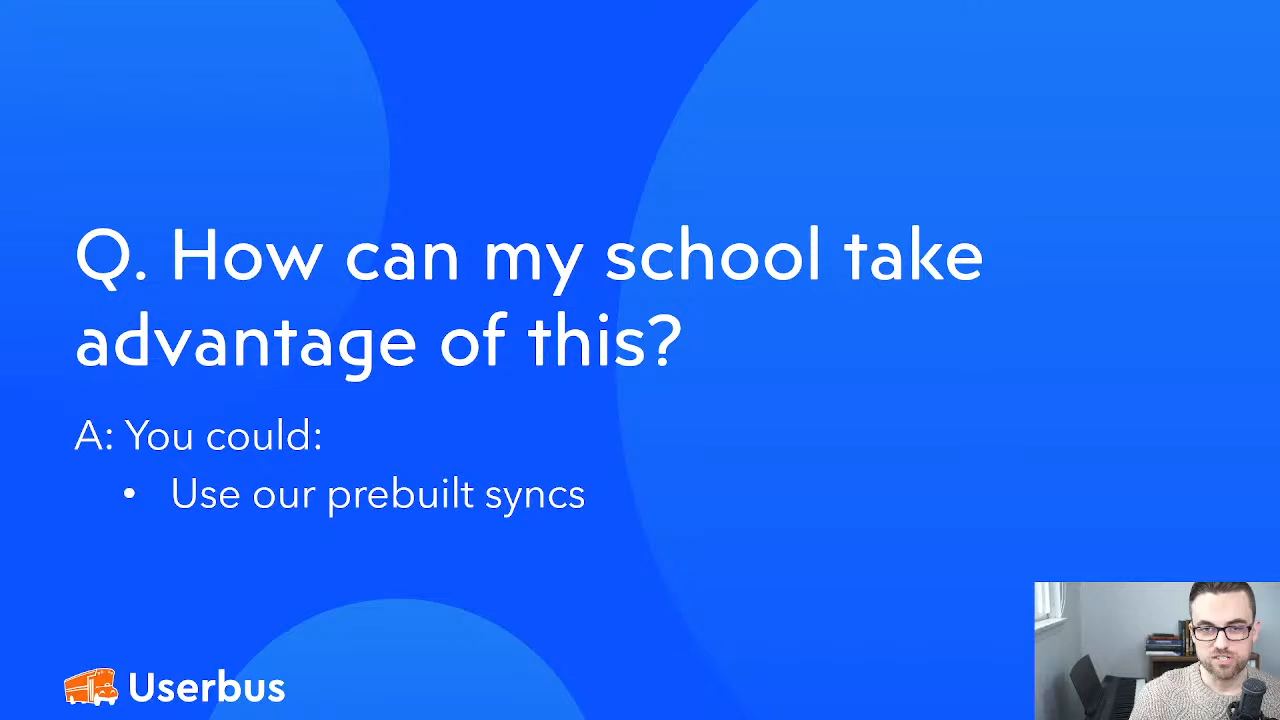 Q. How can my school take
advantage of this?
A: You could:
• Use our prebuilt syncs
Userbus